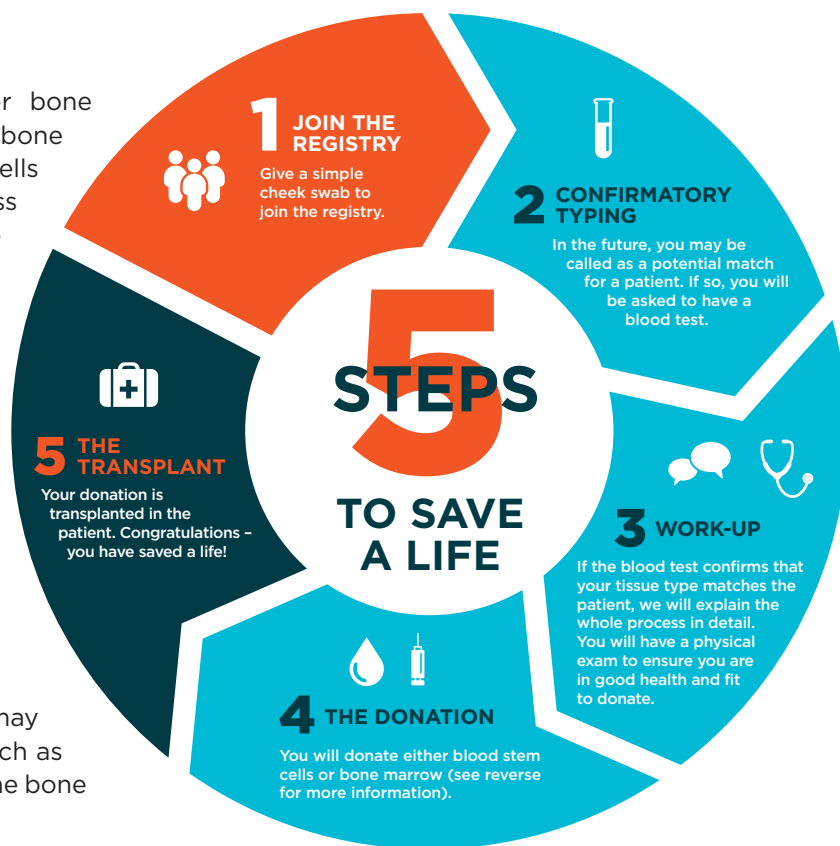 r bone
bone
ells
ss
1 JOIN THE
REGISTRY
Give a simple
cheek swab to
join the registry.
2 CONFIRMATORY
TYPING
In the future, you may be
called as a potential match
for a patient. If so, you will
be asked to have a
blood test.
3 WORK-UP
If the blood test confirms that
your tissue type matches the
patient, we will explain the
whole process in detail.
You will have a physical
exam to ensure you are
in good health and fit
to donate.
4 THE DONATION
You will donate either blood stem
cells or bone marrow (see reverse
for more information).
5 THE
TRANSPLANT
Your donation is
transplanted in the
patient. Congratulations –
you have saved a life!
5
STEPS
TO SAVE
A LIFE
may
ch as
ne bone